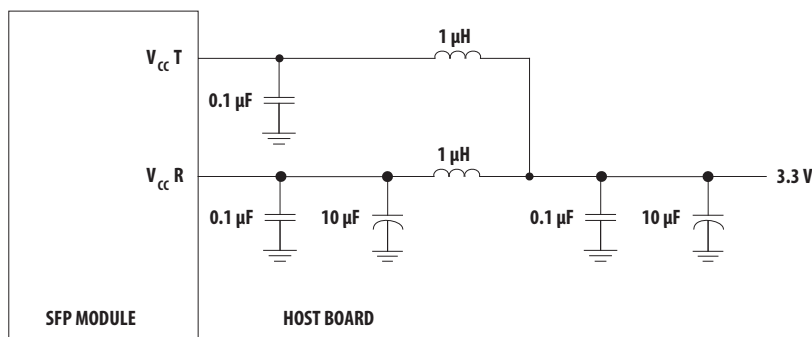 1 µH
V_CC T
0.1 µF
1 µH
V_CC R
3.3 V
0.1 µF
10 µF
0.1 µF
10 µF
SFP MODULE
HOST BOARD